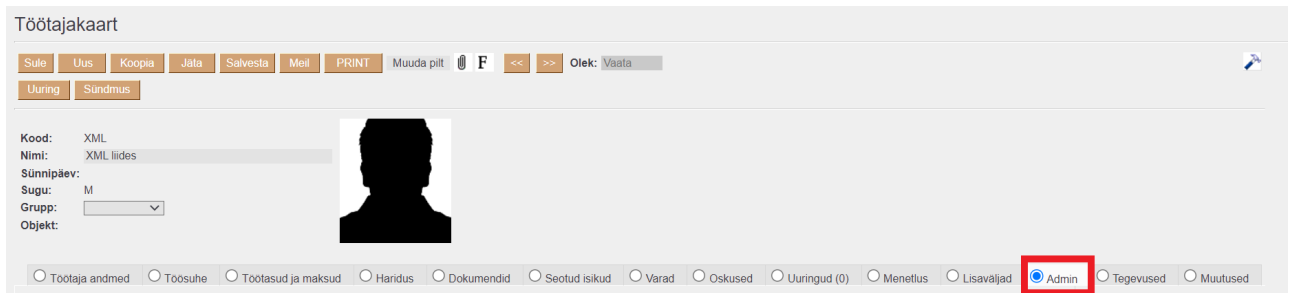 Töötajakaart
Sule Uus Koopia Jäta Salvesta Meil PRINT Muuda pilt F << >> Olek: Vaata
Uuring Sündmus
Kood: XML
Nimi: XML liides
Sünnipäev:
Sugu: M
Grupp:
Objekt:
Töötaja andmed Töösuhe Töötasud ja maksud Haridus Dokumendid Seotud isikud Varad Oskused Uuringud (0) Menetlus Lisaväljad Admin Tegevused Muutused